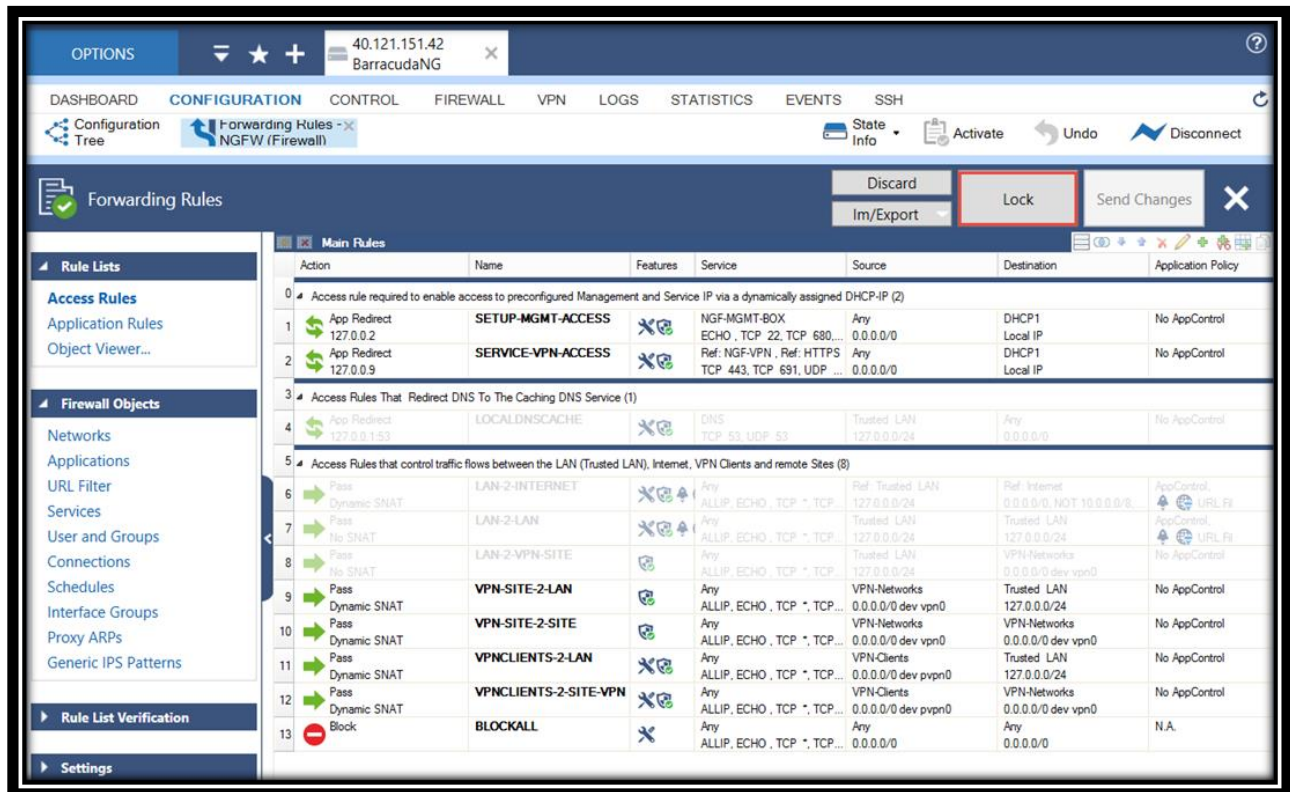 OPTIONS
40.121.151.42
BarracudaNG
DASHBOARD CONFIGURATION CONTROL FIREWALL VPN LOGS STATISTICS EVENTS SSH
Configuration Tree
Forwarding Rules - NGFW (Firewall)
State Info
Activate
Undo
Disconnect
Forwarding Rules
Discard
Im/Export
Lock
Send Changes
Rule Lists
Access Rules
Application Rules
Object Viewer...
Firewall Objects
Networks
Applications
URL Filter
Services
User and Groups
Connections
Schedules
Interface Groups
Proxy ARPs
Generic IPS Patterns
Rule List Verification
Settings
Main Rules
Action Name Features Service Source Destination Application Policy
0 Access rule required to enable access to preconfigured Management and Service IP via a dynamically assigned DHCP-IP (2)
1 App Redirect SETUP-MGMT-ACCESS NGF-MGMT-BOX Any DHCP1 No AppControl
127.0.0.2 ECHO , TCP 22, TCP 680,... 0.0.0.0/0 Local IP
2 App Redirect SERVICE-VPN-ACCESS Ref: NGF-VPN , Ref: HTTPS Any DHCP1 No AppControl
127.0.0.9 TCP 443, TCP 691, UDP ... 0.0.0.0/0 Local IP
3 Access Rules That Redirect DNS To The Caching DNS Service (1)
4 App Redirect LOCALDNSCACHE DNS Trusted LAN Any No AppControl
127.0.0.1:53 TCP 53, UDP 53 127.0.0.0/24 0.0.0.0/0
5 Access Rules that control traffic flows between the LAN (Trusted LAN), Internet, VPN Clients and remote Sites (8)
6 Pass LAN-2-INTERNET Any Ref: Trusted LAN Ref: Internet AppControl,
Dynamic SNAT ALLIP, ECHO , TCP *, TCP... 127.0.0.0/24 0.0.0.0/0, NOT 10.0.0.0/8, URL Fil
7 Pass LAN-2-LAN Any Trusted LAN Trusted LAN AppControl,
No SNAT ALLIP, ECHO , TCP *, TCP... 127.0.0.0/24 127.0.0.0/24 URL Fil
8 Pass LAN-2-VPN-SITE Any Trusted LAN VPN-Networks No AppControl
No SNAT ALLIP, ECHO , TCP *, TCP... 127.0.0.0/24 0.0.0.0/0 dev vpn0
9 Pass VPN-SITE-2-LAN Any VPN-Networks Trusted LAN No AppControl
Dynamic SNAT ALLIP, ECHO , TCP *, TCP... 0.0.0.0/0 dev vpn0 127.0.0.0/24
10 Pass VPN-SITE-2-SITE Any VPN-Networks VPN-Networks No AppControl
Dynamic SNAT ALLIP, ECHO , TCP *, TCP... 0.0.0.0/0 dev vpn0 0.0.0.0/0 dev vpn0
11 Pass VPNCLIENTS-2-LAN Any VPN-Clients Trusted LAN No AppControl
Dynamic SNAT ALLIP, ECHO , TCP *, TCP... 0.0.0.0/0 dev pvpn0 127.0.0.0/24
12 Pass VPNCLIENTS-2-SITE-VPN Any VPN-Clients VPN-Networks No AppControl
Dynamic SNAT ALLIP, ECHO , TCP *, TCP... 0.0.0.0/0 dev pvpn0 0.0.0.0/0 dev vpn0
13 Block BLOCKALL Any Any Any N.A.
ALLIP, ECHO , TCP *, TCP... 0.0.0.0/0 0.0.0.0/0